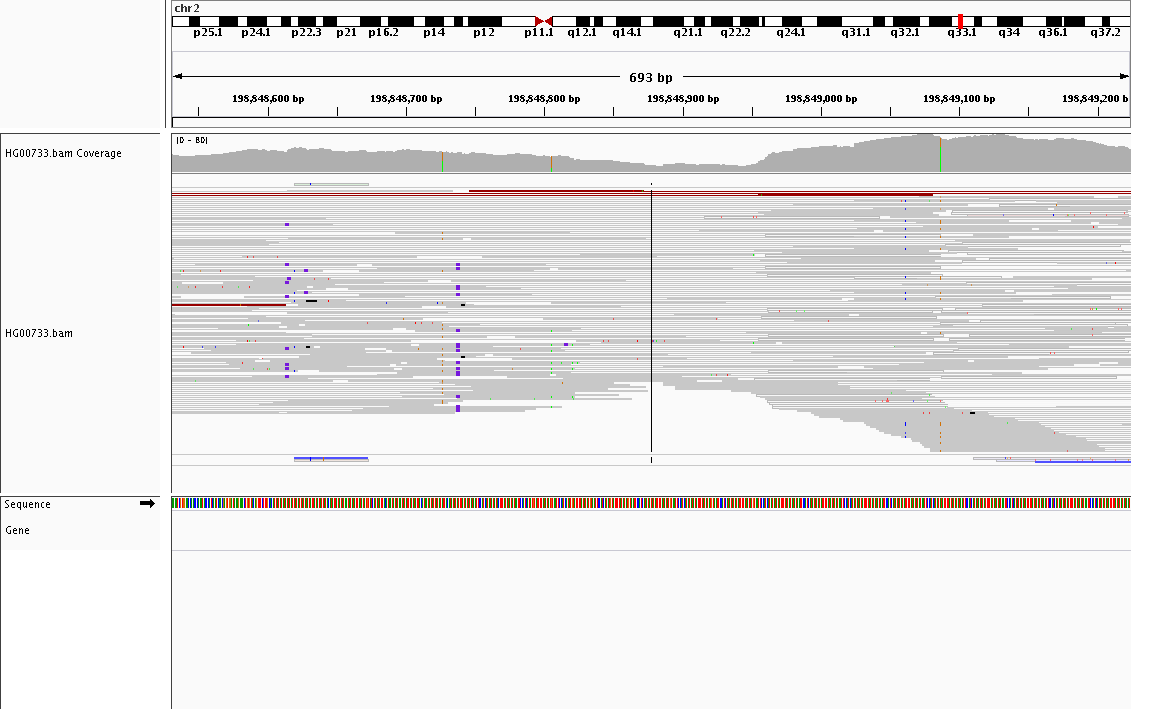 chr2
p25.1 p24.1 p22.3 p21 p16.2 p14 p12 p11.1 q12.1 q14.1 q21.1 q22.2 q24.1 q31.1 q32.1 q33.1 q34 q36.1 q37.2
693 bp
198,848,600 bp 198,848,700 bp 198,848,800 bp 198,848,900 bp 198,849,000 bp 198,849,100 bp 198,849,200 b
HG00733.bam Coverage
[0 - 80]
HG00733.bam
Sequence
Gene